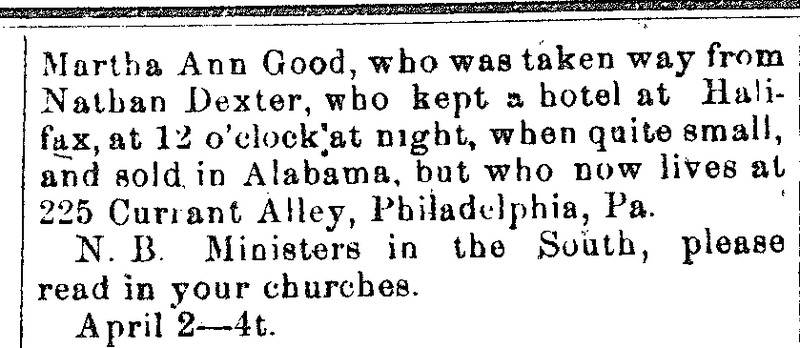 Martha Ann Good, who was taken way from
Nathan Dexter, who kept a hotel at Hali-
fax, at 12 o'clock at night, when quite small,
and sold in Alabama, but who now lives at
225 Currant Alley, Philadelphia, Pa.
N. B. Ministers in the South, please
read in your churches.
April 2—4t.